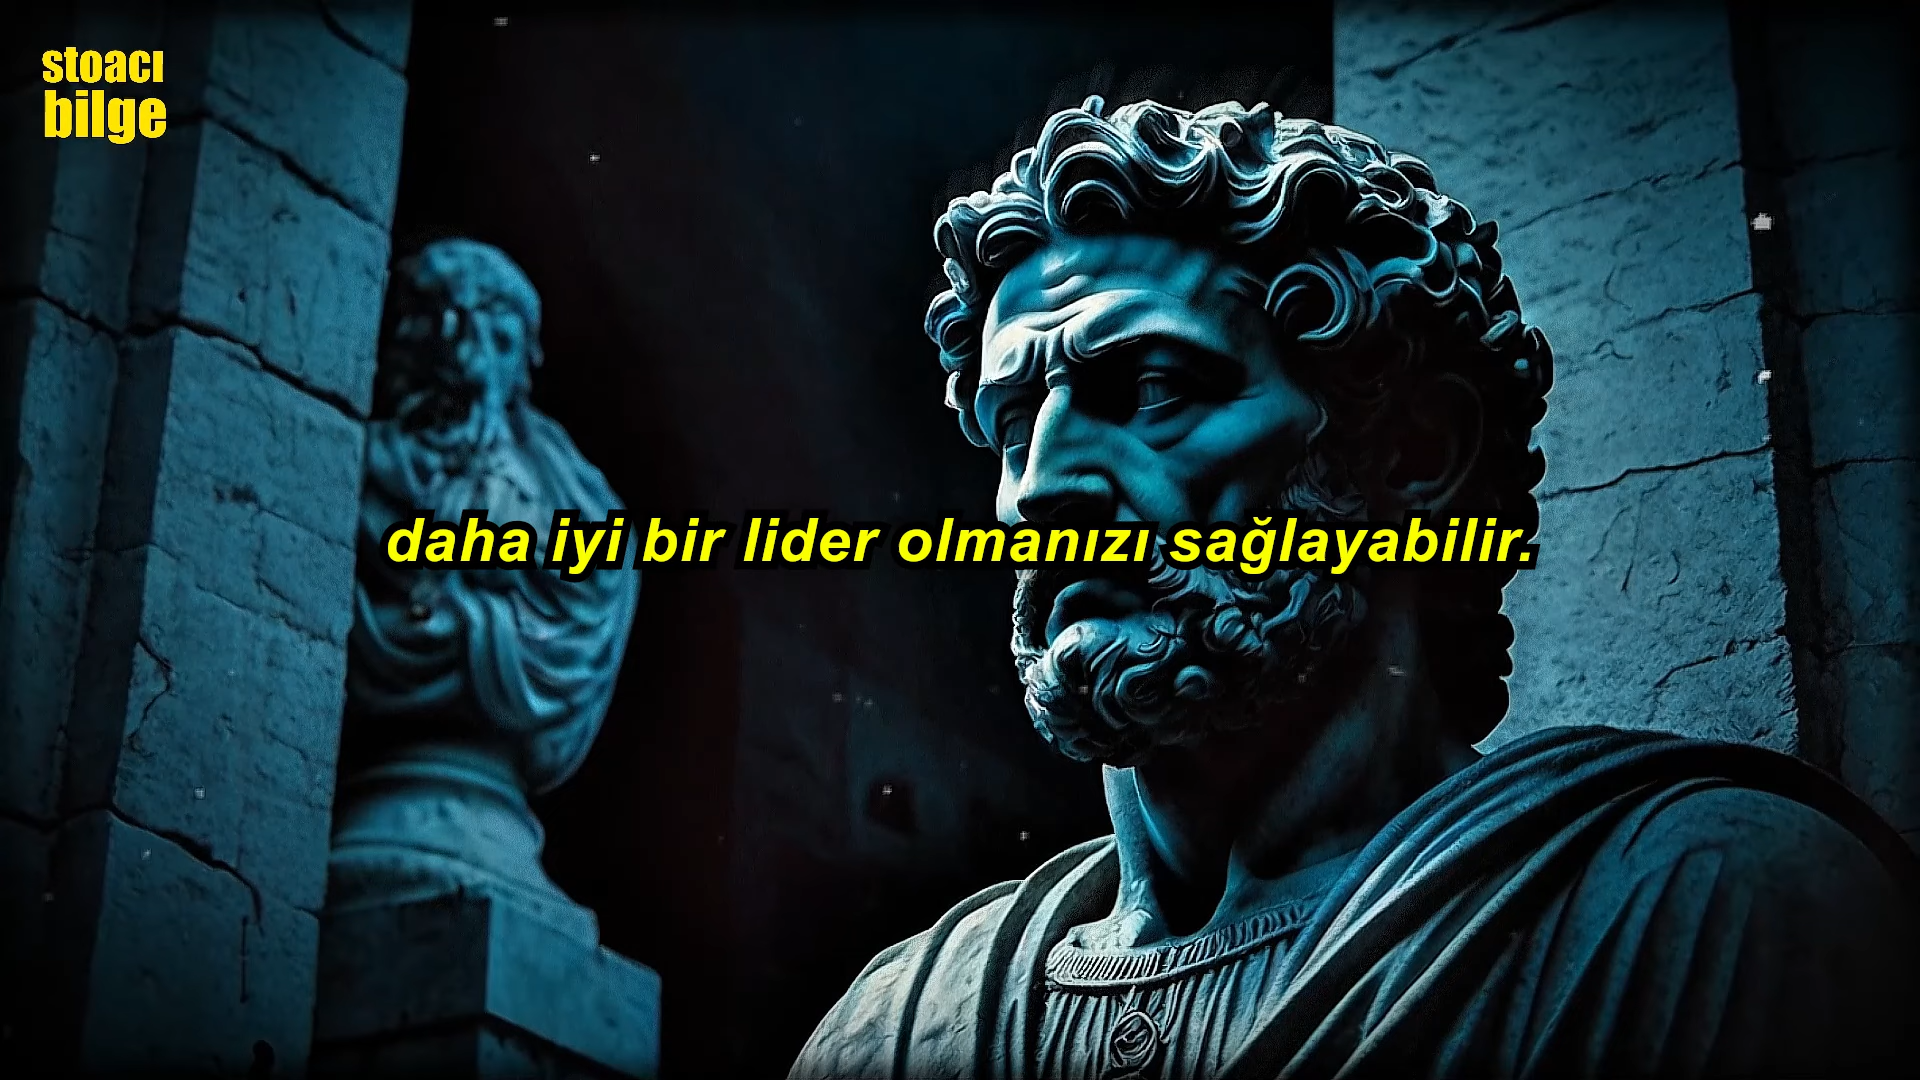 stoacı
bilge
daha iyi bir lider olmanızı sağlayabilir.